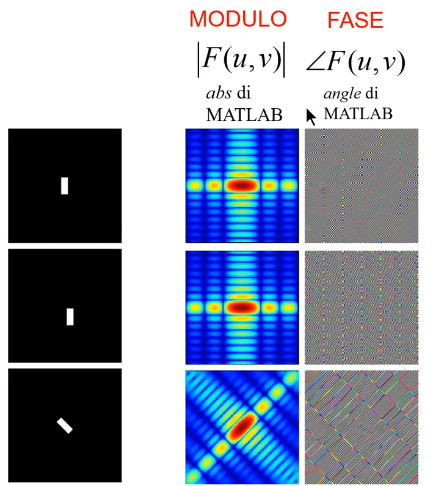 MODULO
FASE
|F(u,v)|
∠F(u,v)
abs di
MATLAB
angle di
MATLAB